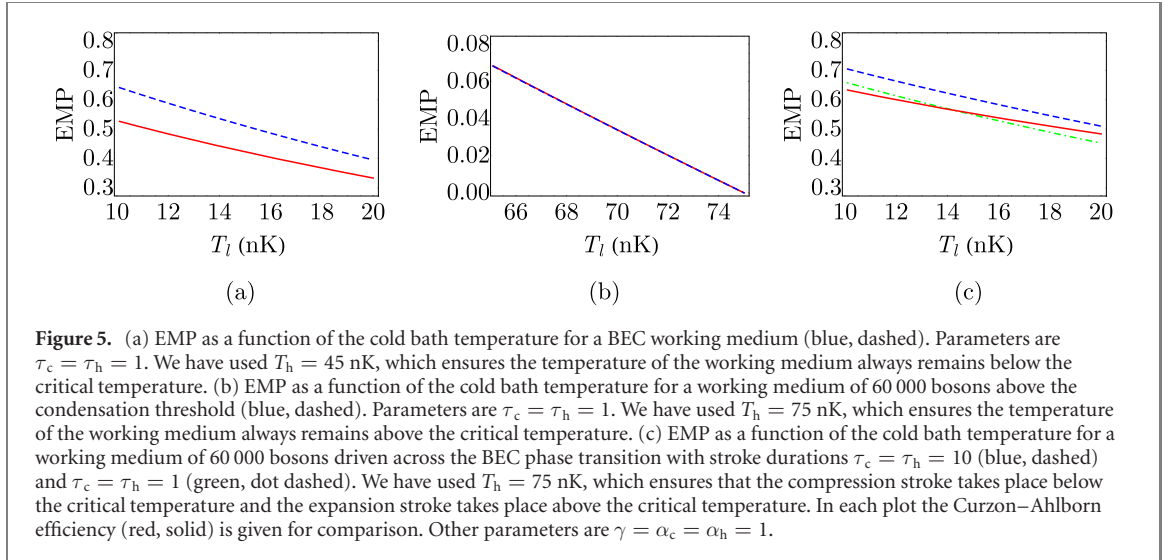 0.8
0.7
0.6
0.5
0.4
0.3
EMP
10 12 14 16 18 20
T_l (nK)
(a)
0.08
0.06
0.04
0.02
0.00
EMP
66 68 70 72 74
T_l (nK)
(b)
0.8
0.7
0.6
0.5
0.4
0.3
EMP
10 12 14 16 18 20
T_l (nK)
(c)
Figure 5. (a) EMP as a function of the cold bath temperature for a BEC working medium (blue, dashed). Parameters are
τ_c = τ_h = 1. We have used T_h = 45 nK, which ensures the temperature of the working medium always remains below the
critical temperature. (b) EMP as a function of the cold bath temperature for a working medium of 60 000 bosons above the
condensation threshold (blue, dashed). Parameters are τ_c = τ_h = 1. We have used T_h = 75 nK, which ensures the temperature
of the working medium always remains above the critical temperature. (c) EMP as a function of the cold bath temperature for a
working medium of 60 000 bosons driven across the BEC phase transition with stroke durations τ_c = τ_h = 10 (blue, dashed)
and τ_c = τ_h = 1 (green, dot dashed). We have used T_h = 75 nK, which ensures that the compression stroke takes place below
the critical temperature and the expansion stroke takes place above the critical temperature. In each plot the Curzon–Ahlborn
efficiency (red, solid) is given for comparison. Other parameters are γ = α_c = α_h = 1.